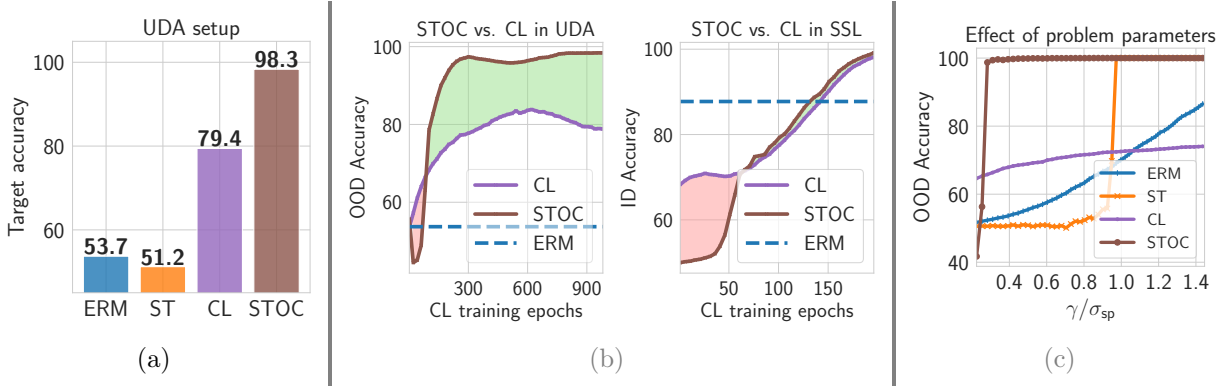 UDA setup
Target accuracy
100
80
60
53.7
51.2
79.4
98.3
ERM ST CL STOC
(a)
STOC vs. CL in UDA
OOD Accuracy
100
80
60
CL
STOC
ERM
300 600 900
CL training epochs
STOC vs. CL in SSL
ID Accuracy
100
90
80
70
60
CL
STOC
ERM
50 100 150
CL training epochs
(b)
Effect of problem parameters
OOD Accuracy
100
80
60
40
ERM
ST
CL
STOC
0.4 0.6 0.8 1.0 1.2 1.4
γ/σsp
(c)